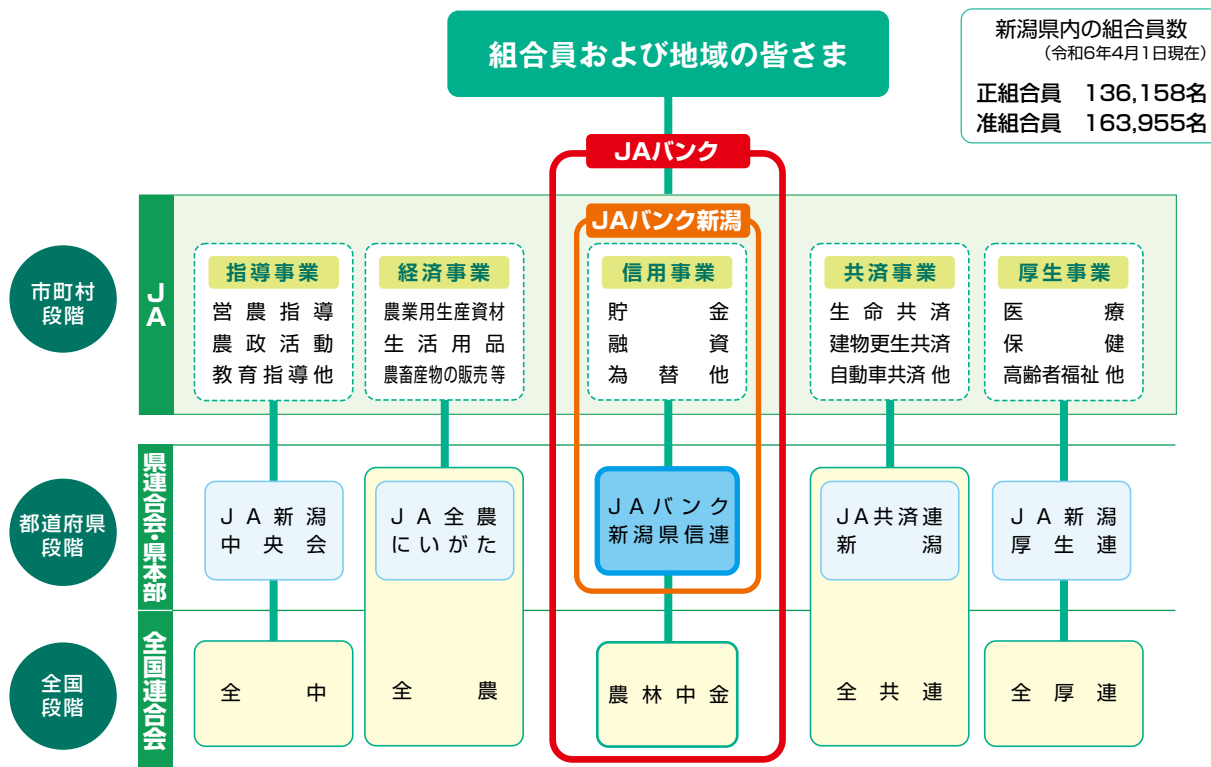 組合員および地域の皆さま
新潟県内の組合員数
（令和6年4月1日現在）
正組合員 136,158名
准組合員 163,955名
JAバンク
JAバンク新潟
市町村
段階
JA
指導事業
営農指導
農政活動
教育指導他
経済事業
農業用生産資材
生活用品
農畜産物の販売等
信用事業
貯金
融資
為替他
共済事業
生命共済
建物更生共済
自動車共済他
厚生事業
医療
保健
高齢者福祉他
都道府県
段階
県連合会・県本部
JA新潟
中央会
JA全農
にいがた
JAバンク
新潟県信連
JA共済連
新潟
JA新潟
厚生連
全国
段階
全国連合会
全中
全農
農林中金
全共連
全厚連